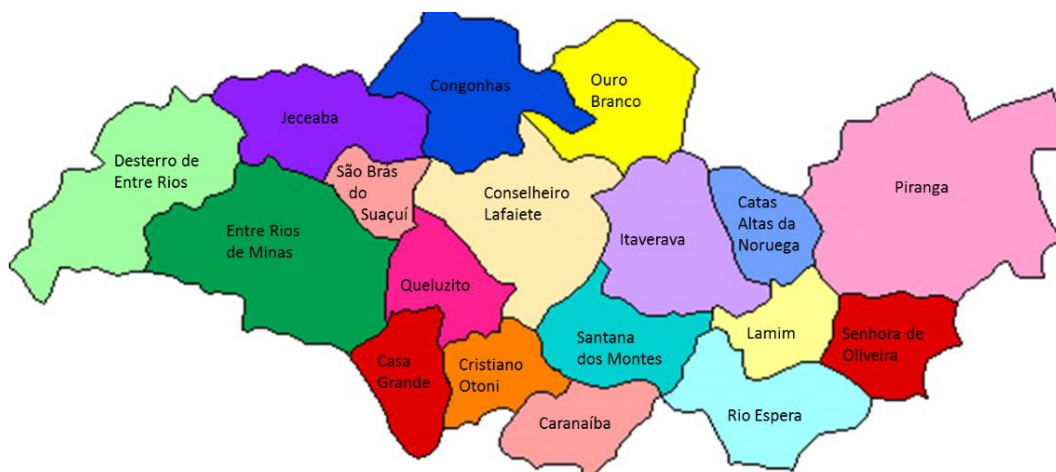 Congonhas
Ouro
Branco
Jeceaba
Desterro de
Entre Rios
São Brás
do
Suaçuí
Conselheiro
Lafaiete
Piranga
Catas
Altas da
Noruega
Itaverava
Entre Rios
de Minas
Queluzito
Lamim
Senhora de
Oliveira
Santana
dos Montes
Casa
Grande
Cristiano
Otoni
Caranaíba
Rio Espera